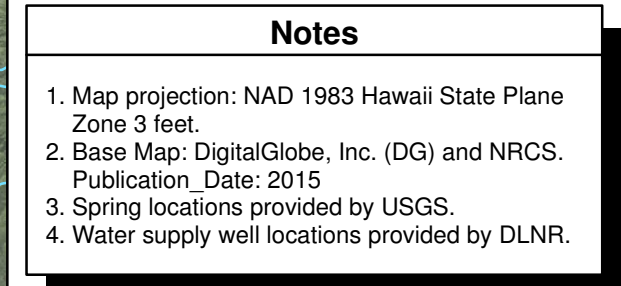 Notes
1. Map projection: NAD 1983 Hawaii State Plane
Zone 3 feet.
2. Base Map: DigitalGlobe, Inc. (DG) and NRCS.
Publication_Date: 2015
3. Spring locations provided by USGS.
4. Water supply well locations provided by DLNR.